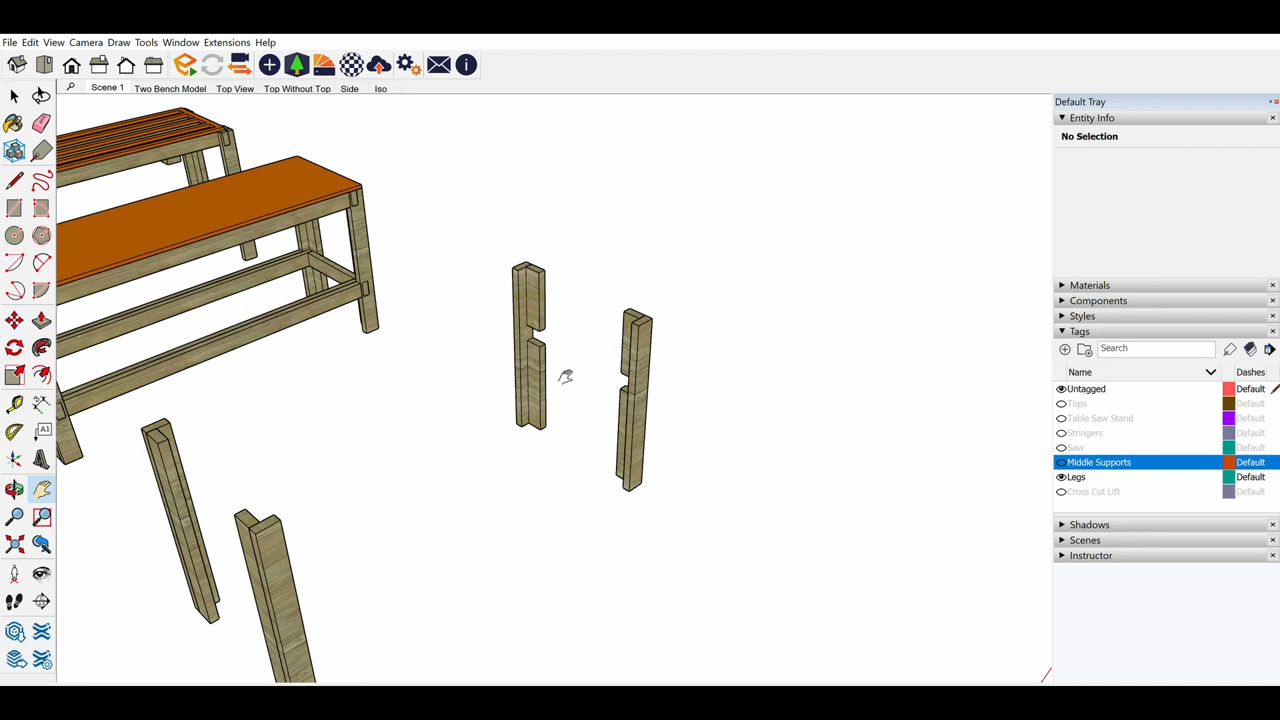 File Edit View Camera Draw Tools Window Extensions Help
Scene 1 Two Bench Model Top View Top Without Top Side Iso
Default Tray
Entity Info
No Selection
Materials
Components
Styles
Tags
Search
Name Dashes
Untagged Default
Tops Default
Table Saw Stand Default
Stringers Default
Saw Default
Middle Supports Default
Legs Default
Cross Cut Lift Default
Shadows
Scenes
Instructor
A1